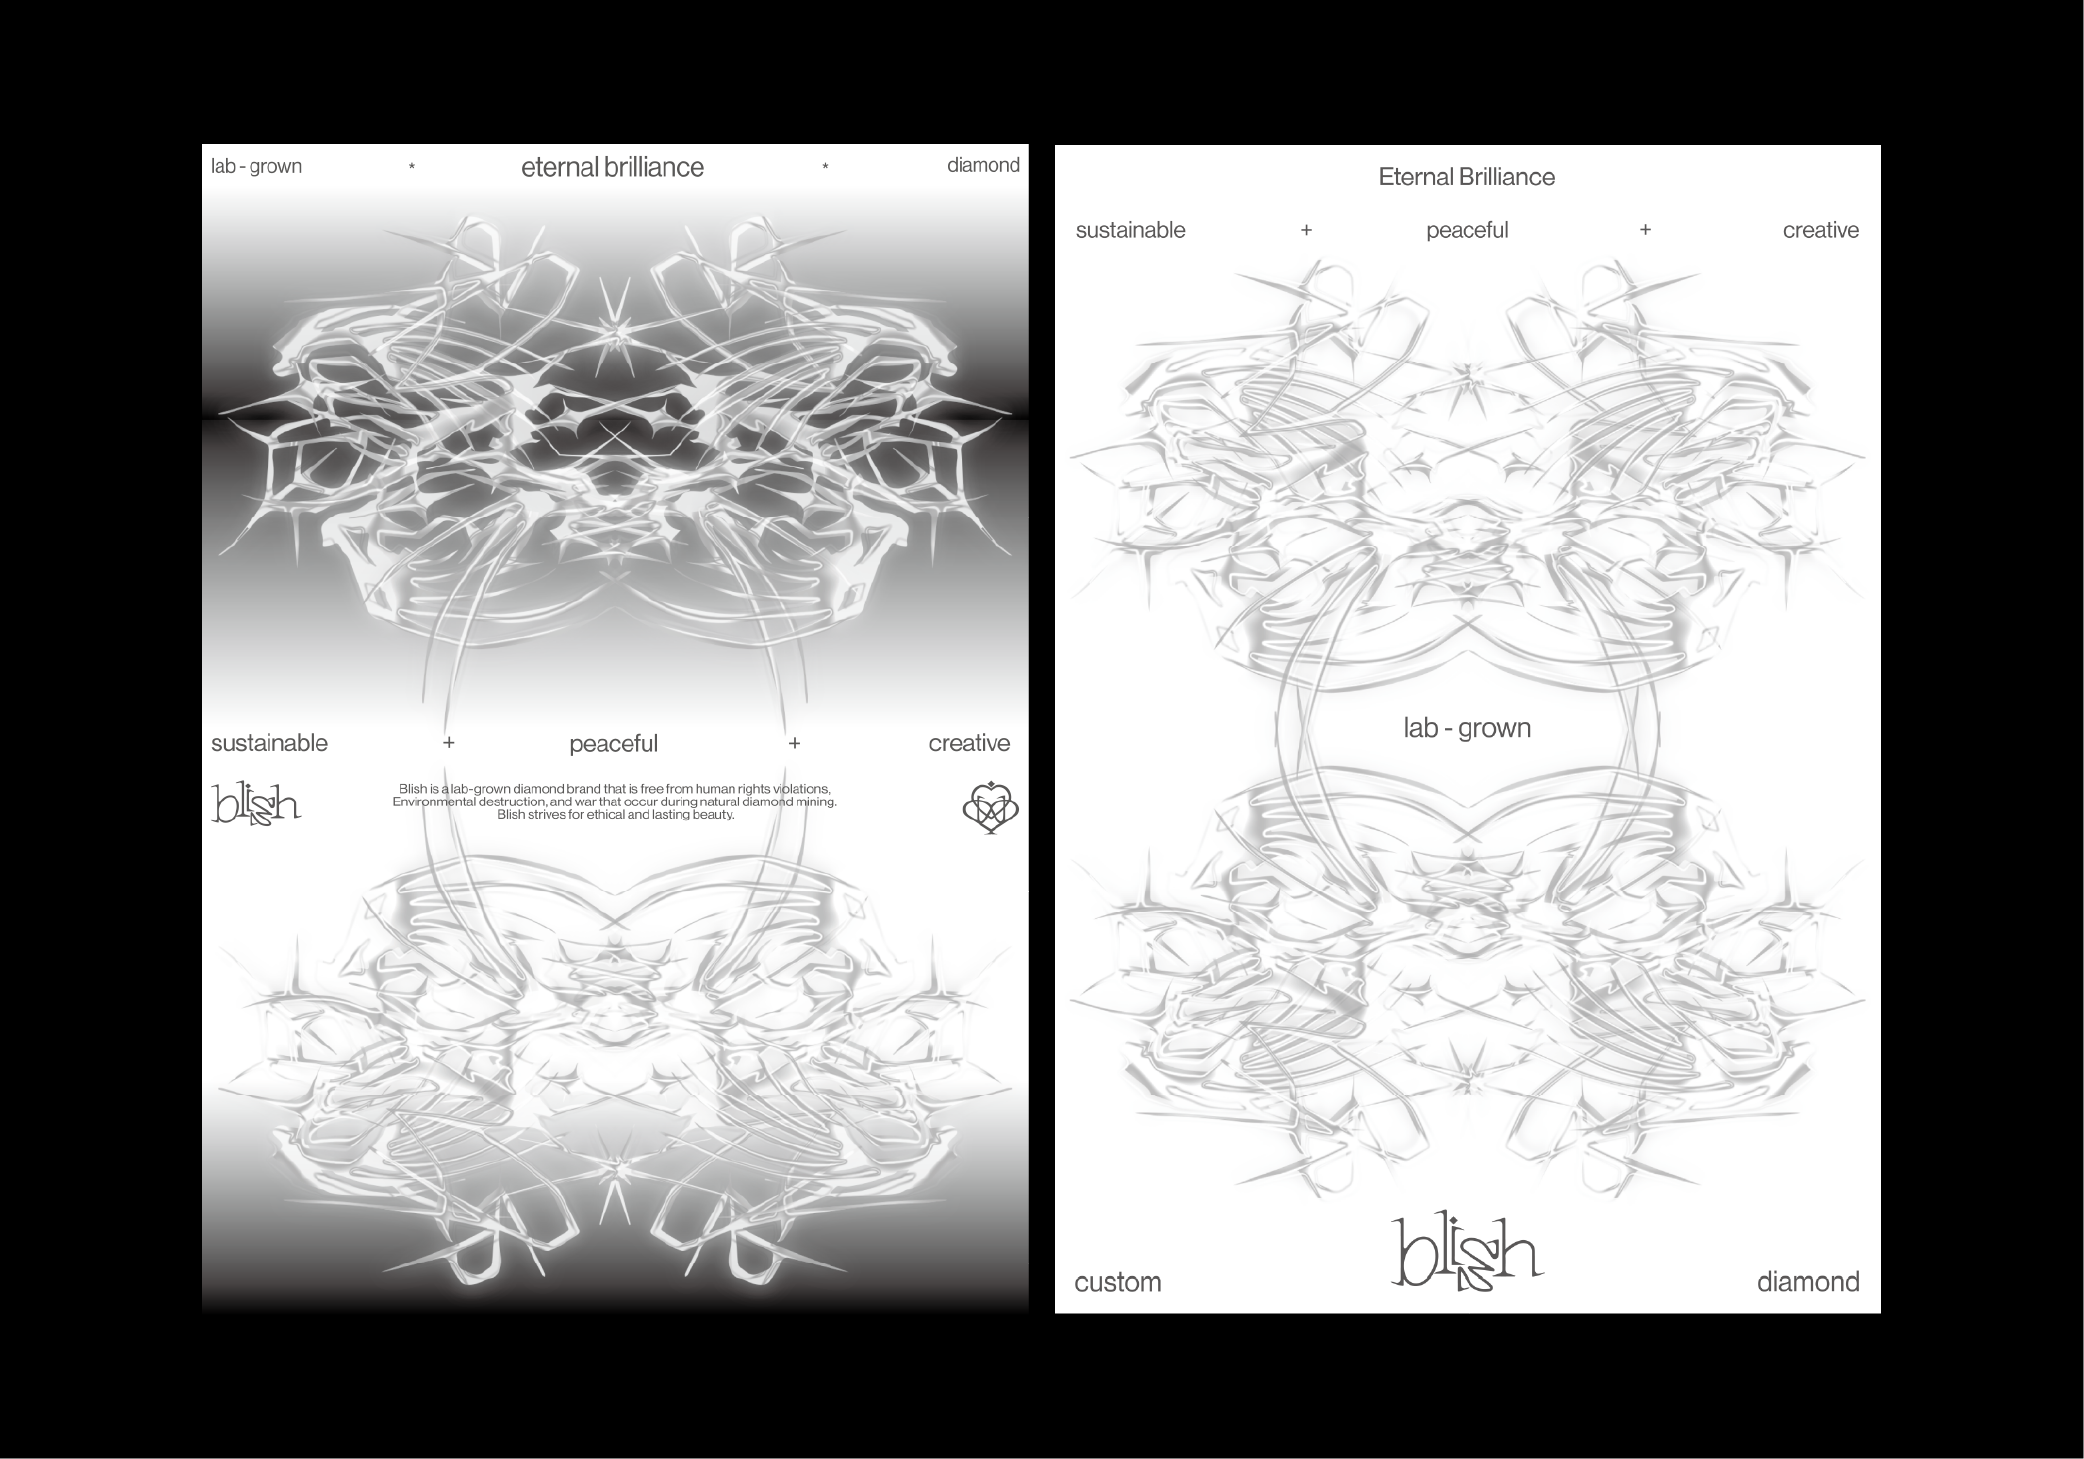 lab - grown * eternal brilliance * diamond
sustainable + peaceful + creative
blish
Blish is a lab-grown diamond brand that is free from human rights violations,
Environmental destruction, and war that occur during natural diamond mining.
Blish strives for ethical and lasting beauty.
Eternal Brilliance
sustainable + peaceful + creative
lab - grown
custom blish diamond